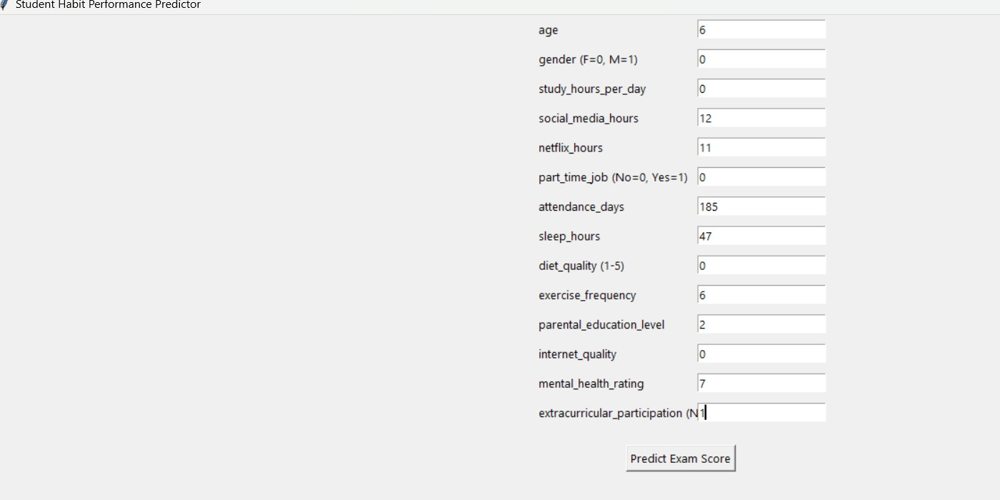 Student Habit Performance Predictor
age 6
gender (F=0, M=1) 0
study_hours_per_day 0
social_media_hours 12
netflix_hours 11
part_time_job (No=0, Yes=1) 0
attendance_days 185
sleep_hours 47
diet_quality (1-5) 0
exercise_frequency 6
parental_education_level 2
internet_quality 0
mental_health_rating 7
extracurricular_participation (N 1
Predict Exam Score